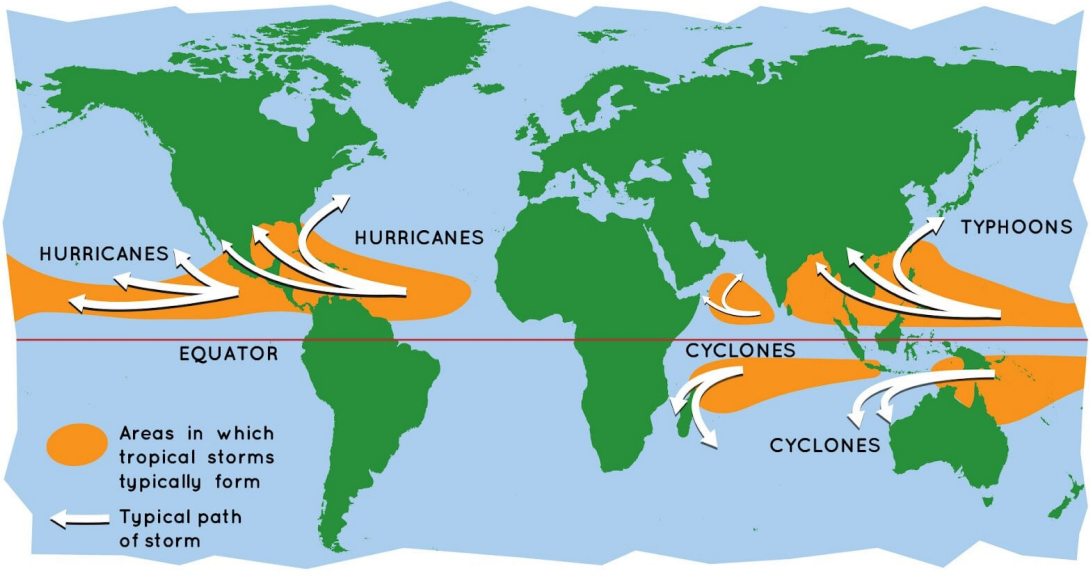 HURRICANES
HURRICANES
TYPHOONS
EQUATOR
CYCLONES
CYCLONES
Areas in which
tropical storms
typically form
Typical path
of storm